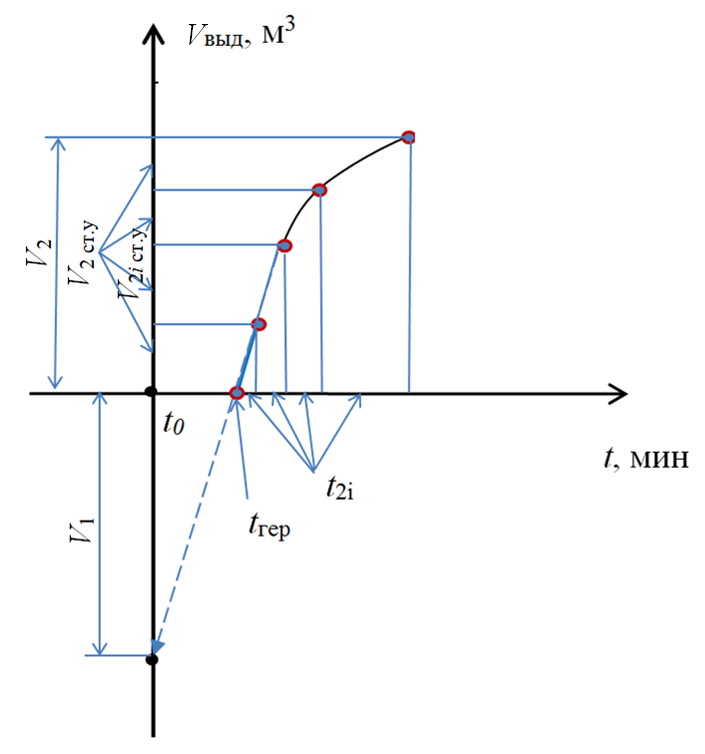 Vвыд, м³
V2
V2 ст.у
V2i ст.у
t0
t, мин
t2i
tгер
V1